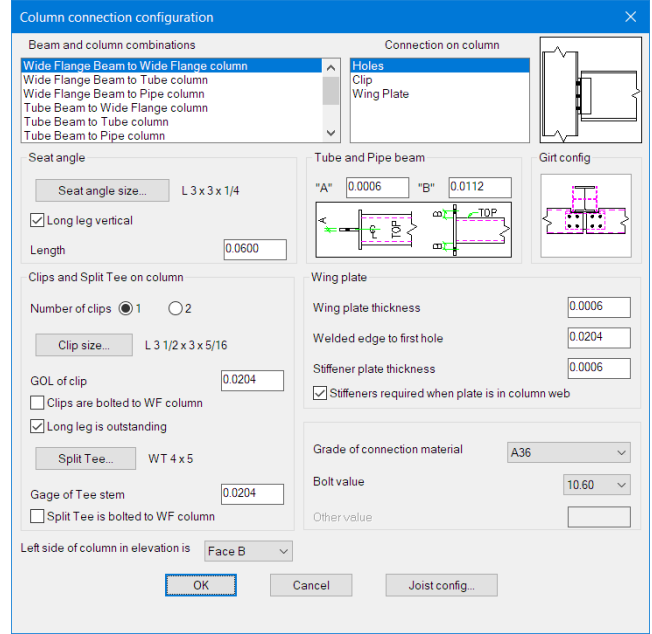 Column connection configuration
Beam and column combinations
Connection on column
Wide Flange Beam to Wide Flange column
Wide Flange Beam to Tube column
Wide Flange Beam to Pipe column
Tube Beam to Wide Flange column
Tube Beam to Tube column
Tube Beam to Pipe column
Holes
Clip
Wing Plate
Seat angle
Seat angle size... L 3 x 3 x 1/4
Long leg vertical
Length 0.0600
Tube and Pipe beam
"A" 0.0006 "B" 0.0112
A
C
L
TOP
B
TOP
B
Girt config
Clips and Split Tee on column
Number of clips 1 2
Clip size... L 3 1/2 x 3 x 5/16
GOL of clip 0.0204
Clips are bolted to WF column
Long leg is outstanding
Split Tee... WT 4 x 5
Gage of Tee stem 0.0204
Split Tee is bolted to WF column
Wing plate
Wing plate thickness 0.0006
Welded edge to first hole 0.0204
Stiffener plate thickness 0.0006
Stiffeners required when plate is in column web
Grade of connection material A36
Bolt value 10.60
Other value
Left side of column in elevation is Face B
OK Cancel Joist config...